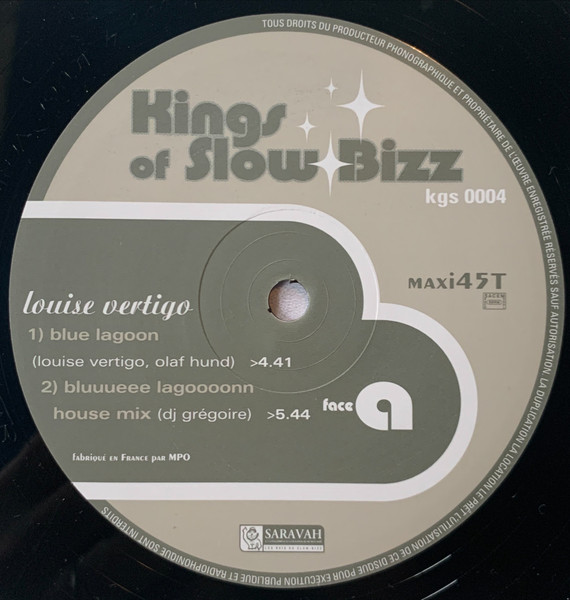 TOUS DROITS DU PRODUCTEUR PHONOGRAPHIQUE ET PROPRIETAIRE DE L'ŒUVRE ENREGISTRÉE RÉSERVÉS SAUF AUTORISATION, LA DUPLICATION LA LOCATION, LE PRÊT L'UTILISATION DE CE DISQUE POUR EXÉCUTION PUBLIQUE ET RADIOPHONIQUE SONT INTERDITS
Kings
of Slow Bizz
kgs 0004
MAXi45T
louise vertigo
1) blue lagoon
(louise vertigo, olaf hund) >4.41
2) bluuueee lagoooonn
house mix (dj grégoire) >5.44
face a
fabriqué en France par MPO
SARAVAH